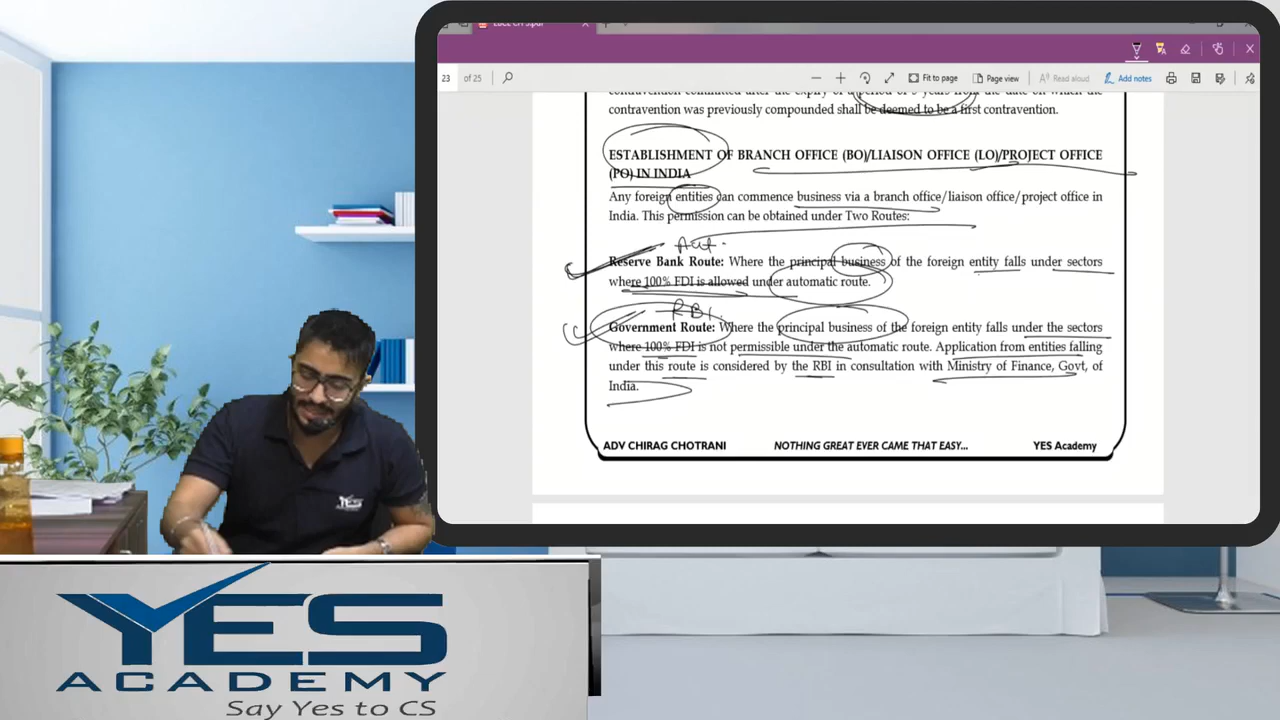 23 of 25
Fit to page
Page view
Read aloud
Add notes
contravention was previously compounded shall be deemed to be a first contravention.
ESTABLISHMENT OF BRANCH OFFICE (BO)/LIAISON OFFICE (LO)/PROJECT OFFICE
(PO) IN INDIA
Any foreign entities can commence business via a branch office/liaison office/project office in
India. This permission can be obtained under Two Routes:
Aut.
Reserve Bank Route: Where the principal business of the foreign entity falls under sectors
where 100% FDI is allowed under automatic route.
RBI.
Government Route: Where the principal business of the foreign entity falls under the sectors
where 100% FDI is not permissible under the automatic route. Application from entities falling
under this route is considered by the RBI in consultation with Ministry of Finance, Govt, of
India.
ADV CHIRAG CHOTRANI NOTHING GREAT EVER CAME THAT EASY... YES Academy
YES
YES
ACADEMY
Say Yes to CS